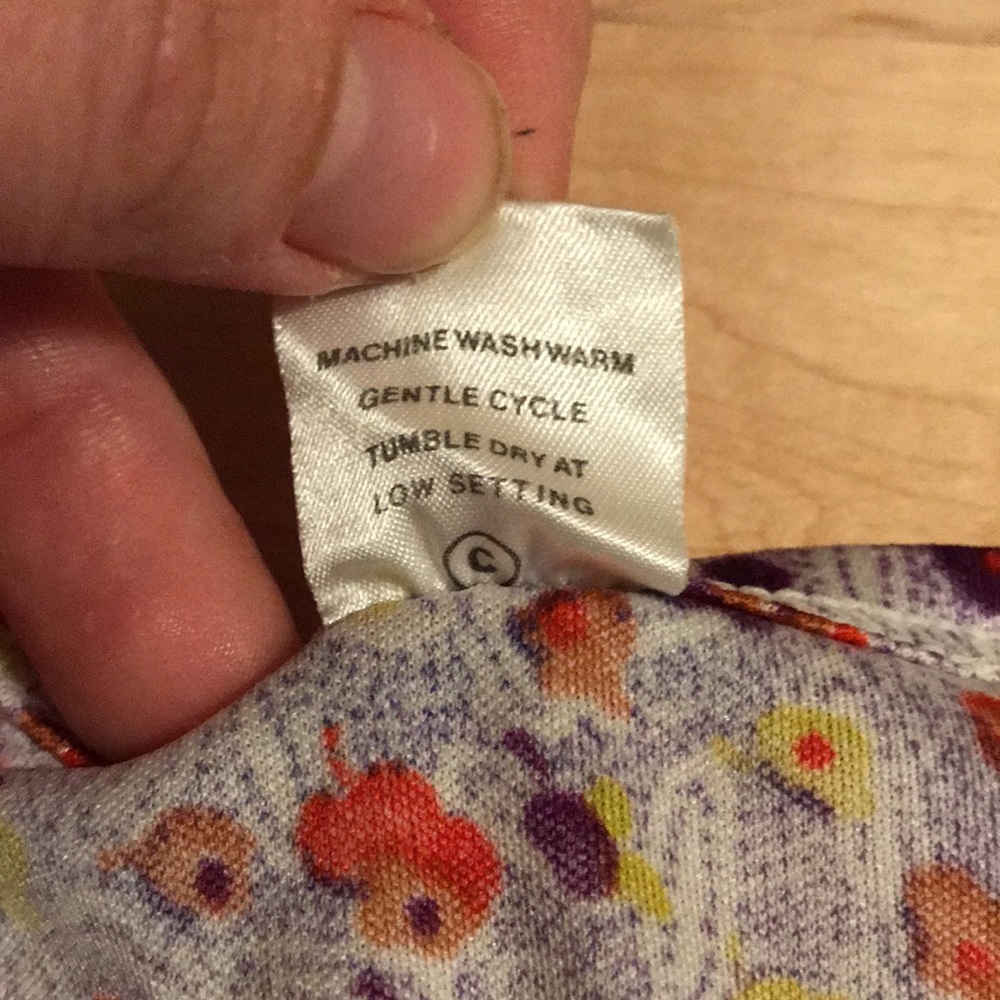 MACHINE WASH WARM
GENTLE CYCLE
TUMBLE DRY AT
LOW SETTING
C